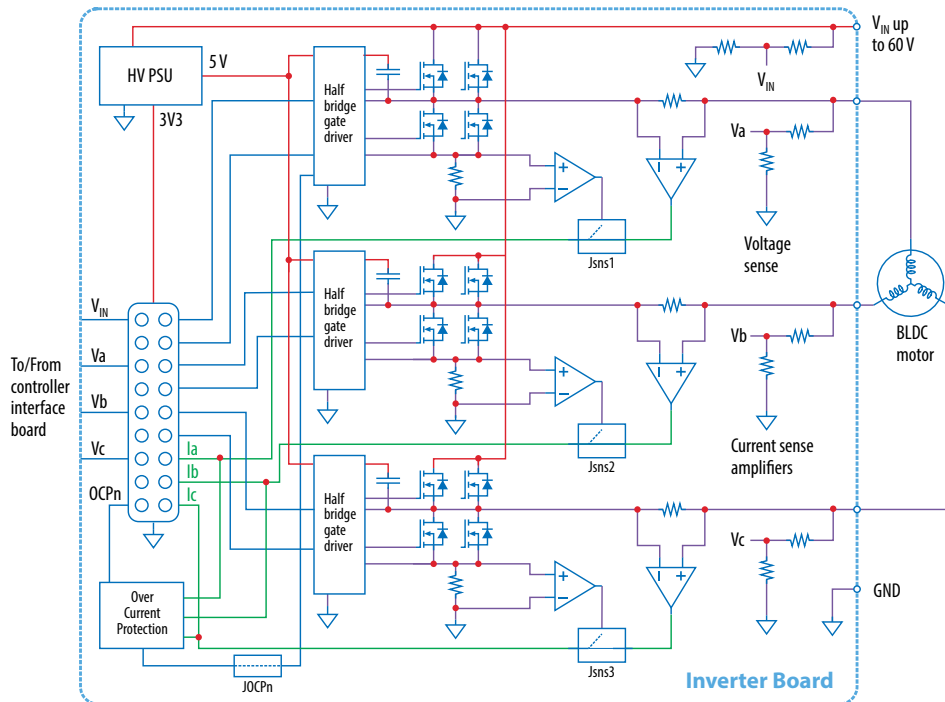 HV PSU
5 V
3V3
Half
bridge
gate
driver
V_IN up
to 60 V
V_IN
Va
Voltage
sense
Jsns1
BLDC
motor
Half
bridge
gate
driver
Vb
Current sense
amplifiers
Jsns2
To/From
controller
interface
board
V_IN
Va
Vb
Vc
OCPn
Ia
Ib
Ic
Half
bridge
gate
driver
Vc
GND
Jsns3
Over
Current
Protection
JOCPn
Inverter Board
+
−
−
+
+
−
−
+
+
−
−
+